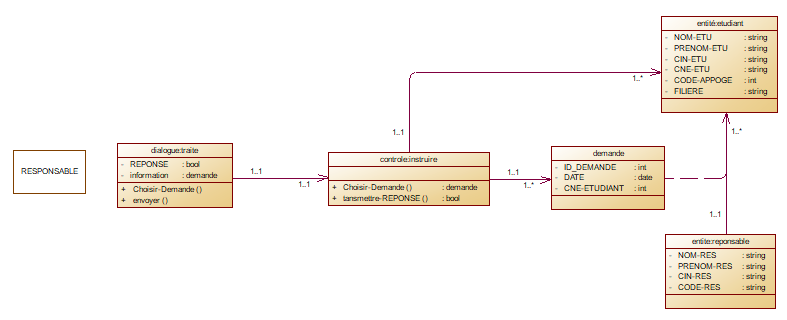 RESPONSABLE
dialogue:traite
- REPONSE : bool
- information : demande
+ Choisir-Demande ()
+ envoyer ()
1..1
1..1
controle:instruire
+ Choisir-Demande () : demande
+ tansmettre-REPONSE () : bool
1..1
1..*
1..1
1..*
demande
- ID_DEMANDE : int
- DATE : date
- CNE-ETUDIANT : int
entité:etudiant
- NOM-ETU : string
- PRENOM-ETU : string
- CIN-ETU : string
- CNE-ETU : string
- CODE-APPOGE : int
- FILIERE : string
1..*
1..1
entite:reponsable
- NOM-RES : string
- PRENOM-RES : string
- CIN-RES : string
- CODE-RES : string